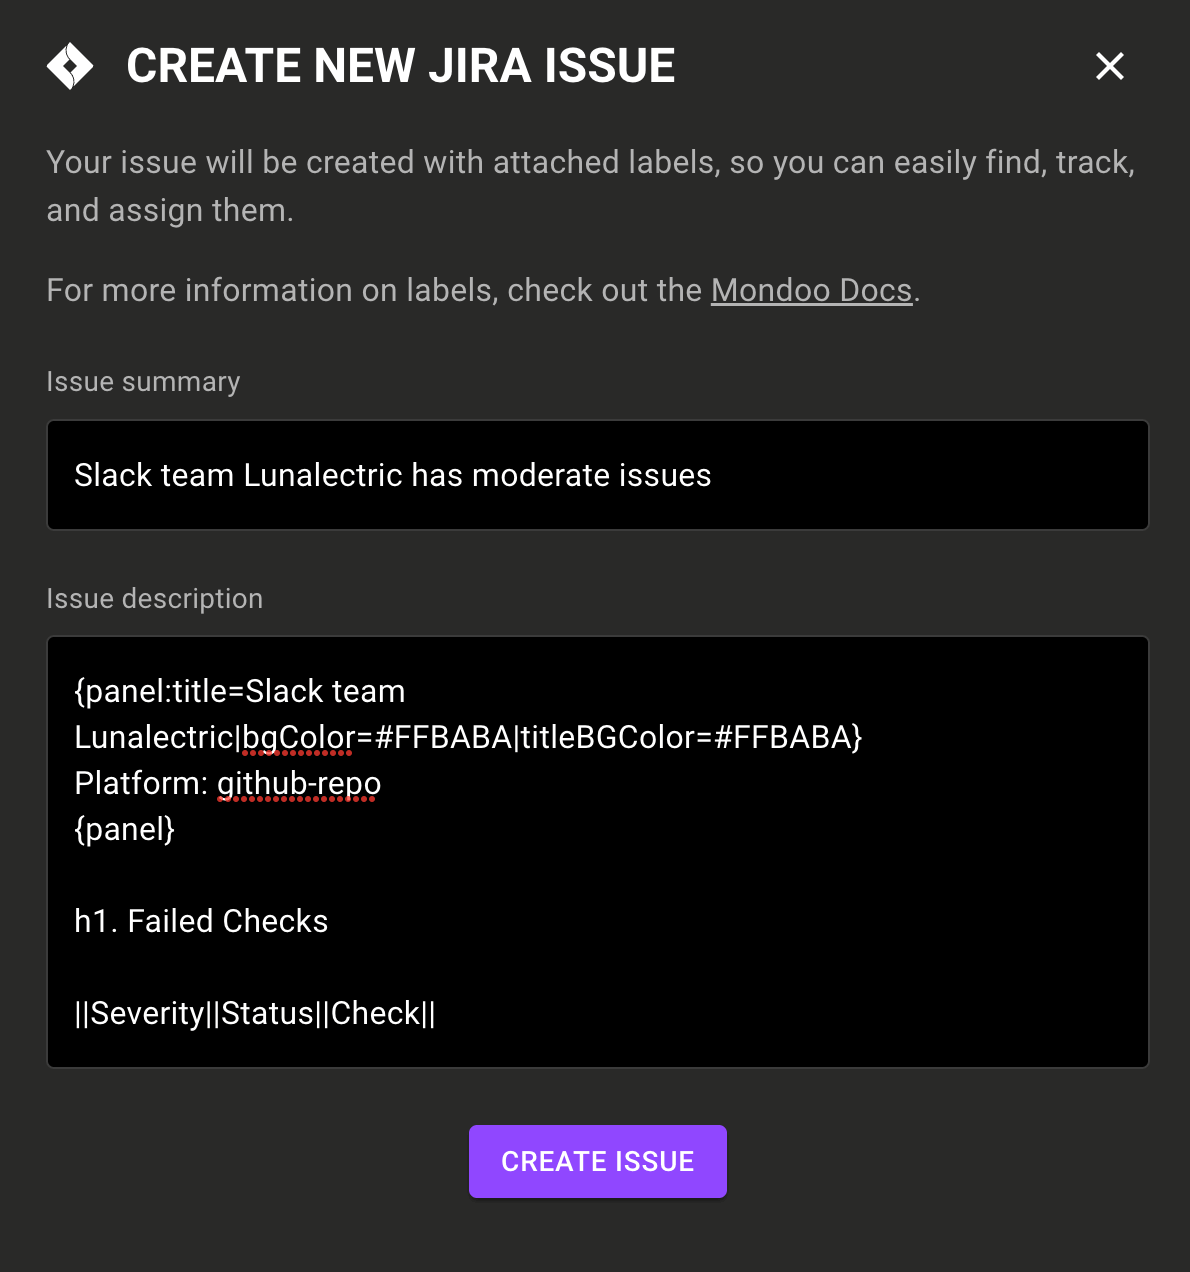 CREATE NEW JIRA ISSUE
Your issue will be created with attached labels, so you can easily find, track,
and assign them.
For more information on labels, check out the Mondoo Docs.
Issue summary
Slack team Lunalectric has moderate issues
Issue description
{panel:title=Slack team
Lunalectric|bgColor=#FFBABA|titleBGColor=#FFBABA}
Platform: github-repo
{panel}
h1. Failed Checks
||Severity||Status||Check||
CREATE ISSUE